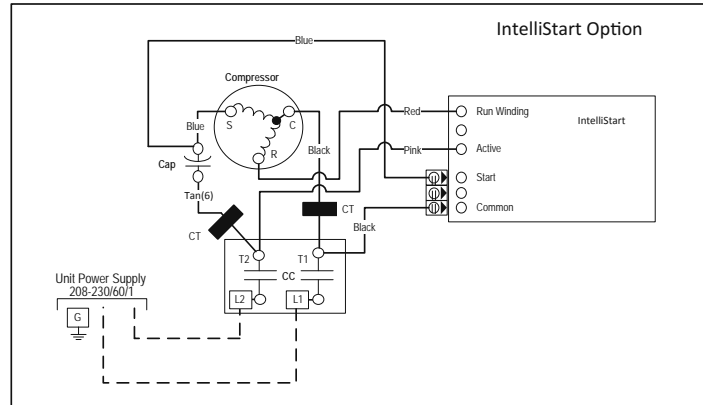 IntelliStart Option
Blue
Compressor
Red
Run Winding
IntelliStart
Blue
S
C
R
Black
Pink
Active
Cap
Start
Tan(6)
CT
Common
CT
Black
T2
T1
CC
Unit Power Supply
208-230/60/1
G
L2
L1